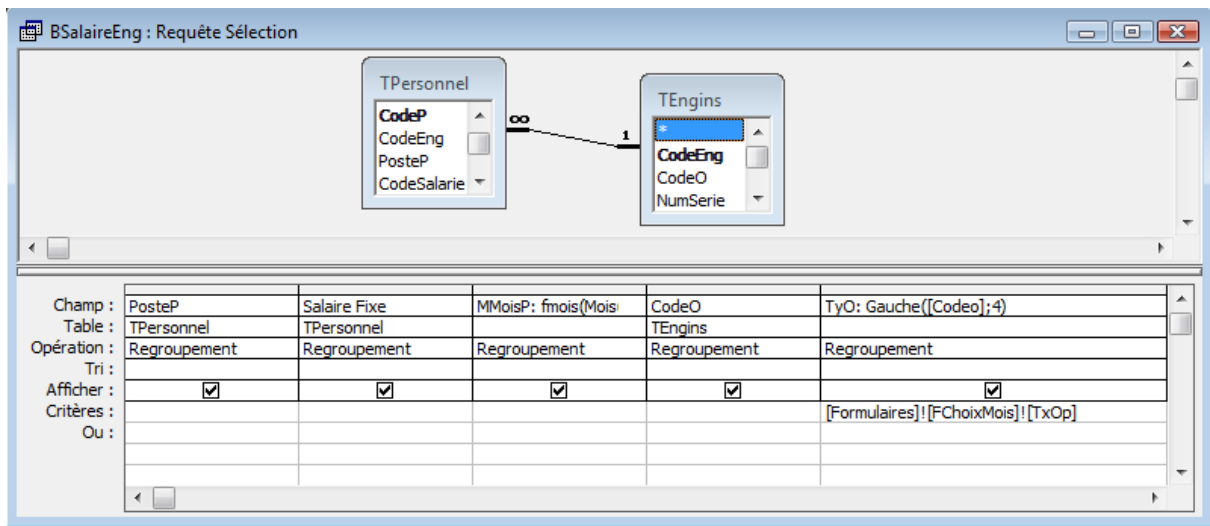 BSalaireEng : Requête Sélection
TPersonnel
CodeP
CodeEng
PosteP
CodeSalarie
∞
1
TEngins
*
CodeEng
CodeO
NumSerie
Champ : PosteP Salaire Fixe MMoisP: fmois(Mois CodeO TyO: Gauche([Codeo];4)
Table : TPersonnel TPersonnel TEngins
Opération : Regroupement Regroupement Regroupement Regroupement Regroupement
Tri :
Afficher :
Critères : [Formulaires]![FChoixMois]![TxOp]
Ou :